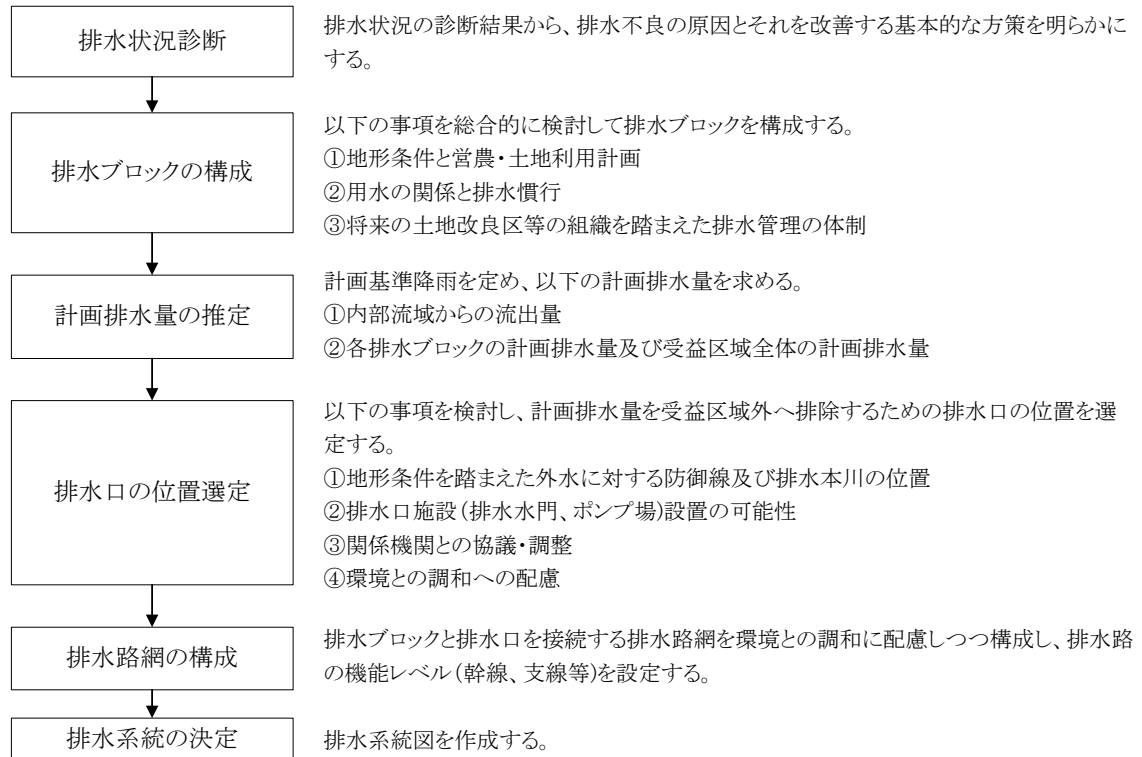 排水状況診断
排水状況の診断結果から、排水不良の原因とそれを改善する基本的な方策を明らかに
する。
排水ブロックの構成
以下の事項を総合的に検討して排水ブロックを構成する。
①地形条件と営農・土地利用計画
②用水の関係と排水慣行
③将来の土地改良区等の組織を踏まえた排水管理の体制
計画排水量の推定
計画基準降雨を定め、以下の計画排水量を求める。
①内部流域からの流出量
②各排水ブロックの計画排水量及び受益区域全体の計画排水量
排水口の位置選定
以下の事項を検討し、計画排水量を受益区域外へ排除するための排水口の位置を選
定する。
①地形条件を踏まえた外水に対する防御線及び排水本川の位置
②排水口施設(排水水門、ポンプ場)設置の可能性
③関係機関との協議・調整
④環境との調和への配慮
排水路網の構成
排水ブロックと排水口を接続する排水路網を環境との調和に配慮しつつ構成し、排水路
の機能レベル(幹線、支線等)を設定する。
排水系統の決定
排水系統図を作成する。